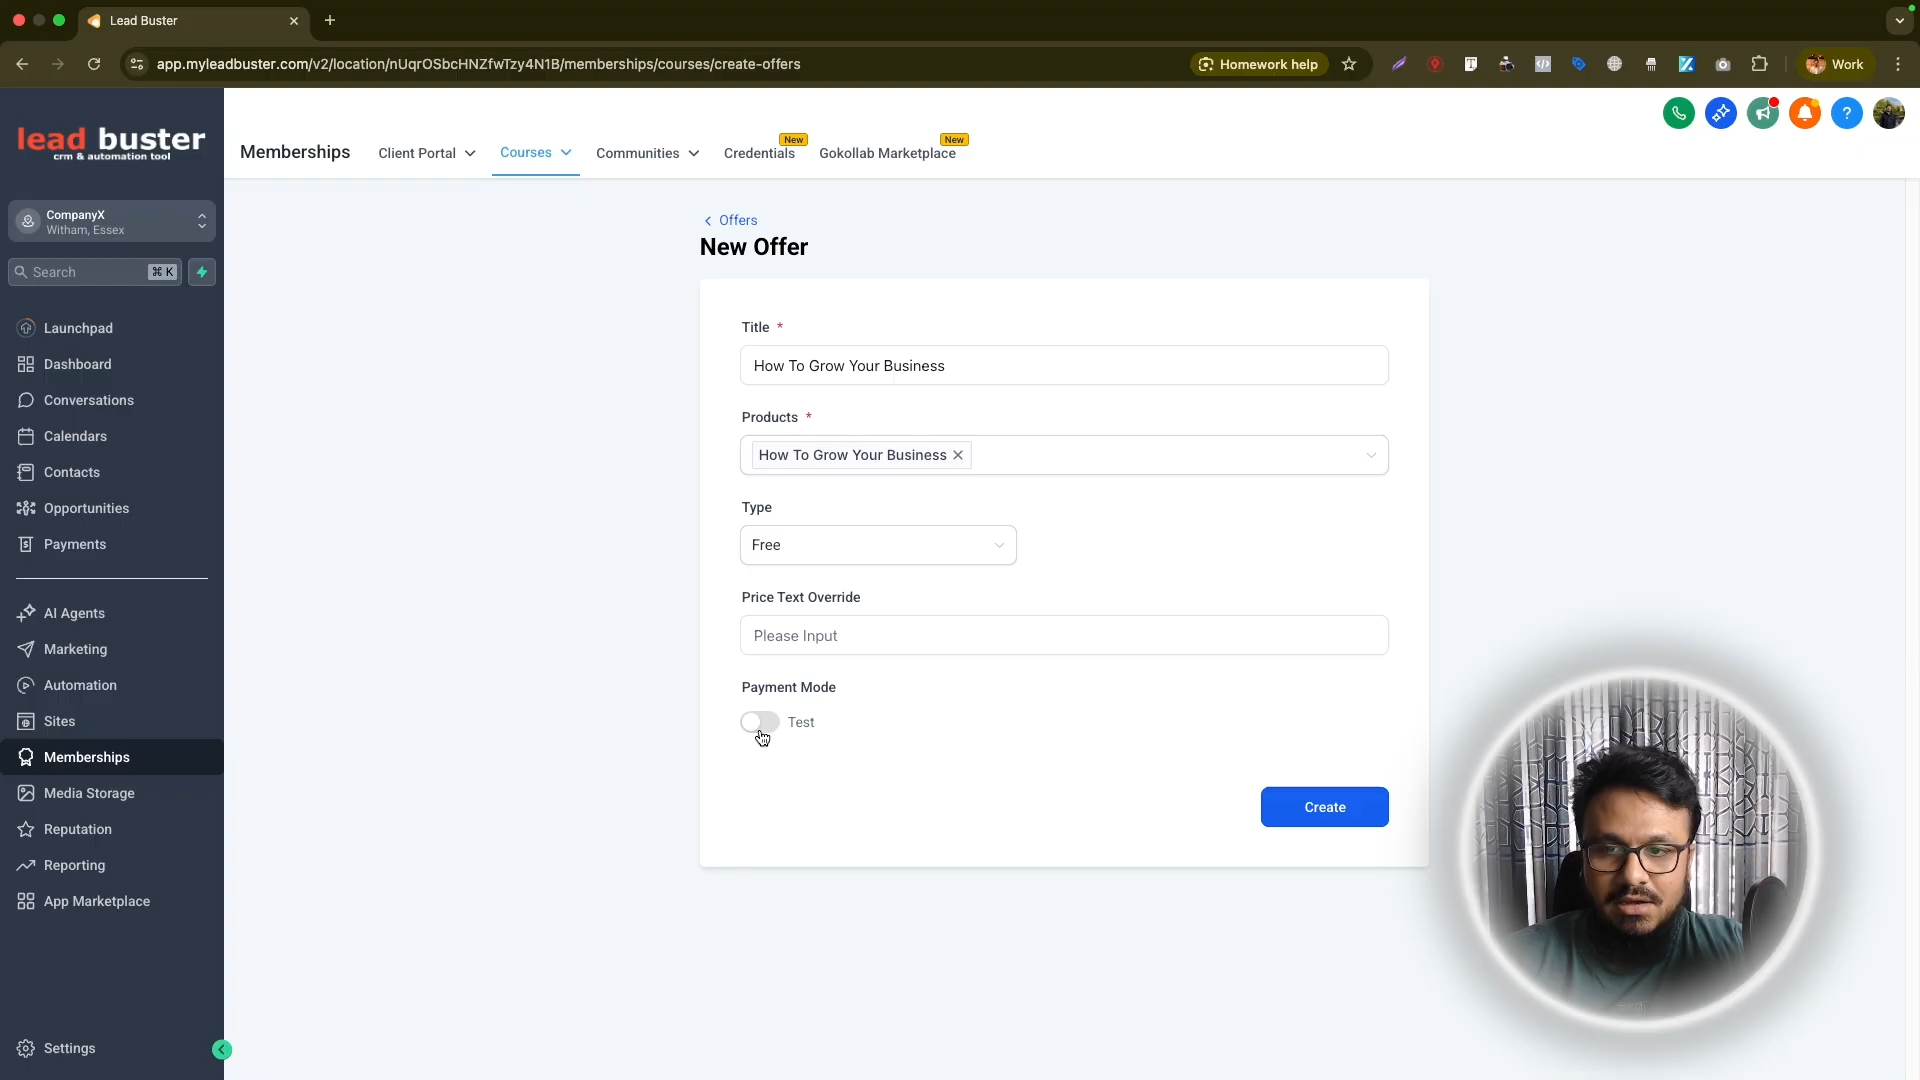 Lead Buster
app.myleadbuster.com/v2/location/nUqrOSbcHNZfwTzy4N1B/memberships/courses/create-offers
Homework help
Work
lead buster
crm & automation tool
Memberships
Client Portal
Courses
Communities
New
Credentials
New
Gokollab Marketplace
CompanyX
Witham, Essex
Search
⌘ K
Launchpad
Dashboard
Conversations
Calendars
Contacts
Opportunities
Payments
AI Agents
Marketing
Automation
Sites
Memberships
Media Storage
Reputation
Reporting
App Marketplace
Settings
Offers
New Offer
Title *
How To Grow Your Business
Products *
How To Grow Your Business
Type
Free
Price Text Override
Please Input
Payment Mode
Test
Create